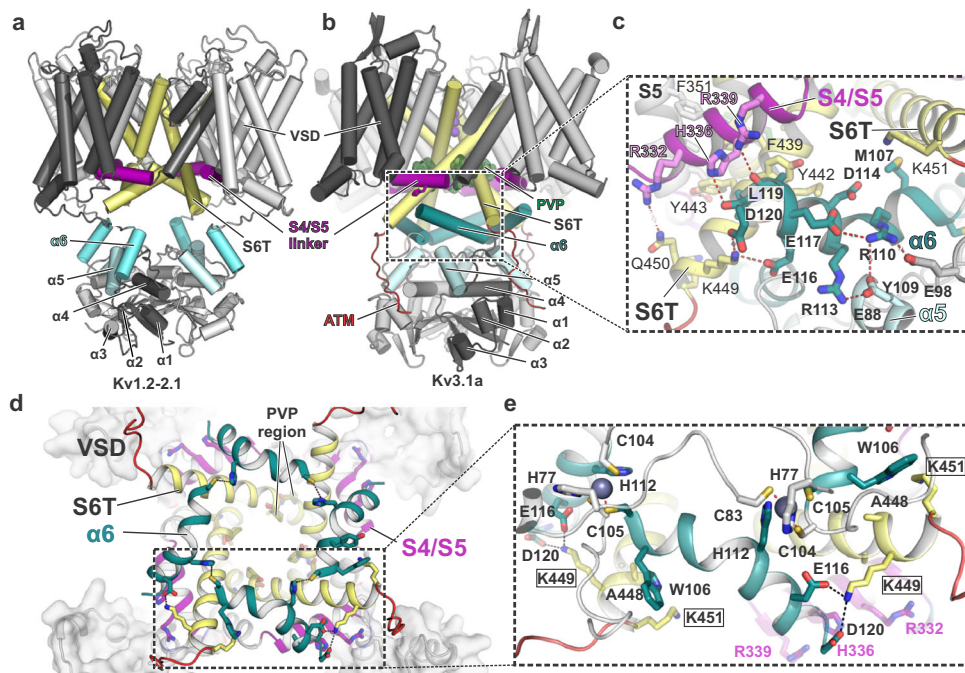 a
VSD
S4/S5
linker
S6T
α6
α5
α4
α3
α2
α1
Kv1.2-2.1
b
PVP
S6T
α6
α5
α4
α1
α2
α3
ATM
Kv3.1a
c
S5
F351
R339
S4/S5
H336
R332
F439
S6T
K451
M107
D114
Y442
L119
Y443
D120
E117
α6
R110
Q450
K449
E116
Y109
E98
R113
E88
S6T
α5
d
PVP
region
VSD
S6T
α6
S4/S5
e
C104
W106
K451
H77
H112
H77
C105
A448
E116
C105
C83
D120
H112
C104
E116
K449
K449
A448
W106
D120
K451
R332
R339
H336